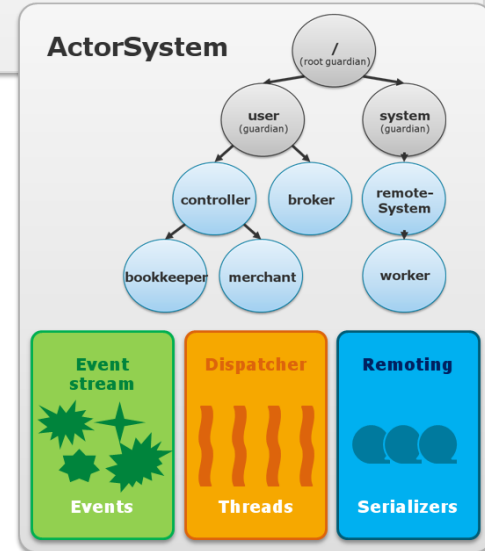 ActorSystem
/
(root guardian)
user
(guardian)
system
(guardian)
controller
broker
remote-
System
bookkeeper
merchant
worker
Event
stream
Events
Dispatcher
Threads
Remoting
Serializers